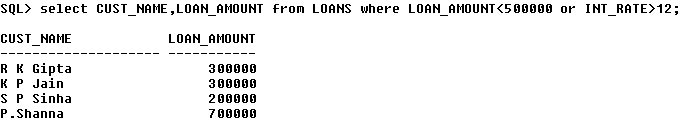 SQL> select CUST_NAME,LOAN_AMOUNT from LOANS where LOAN_AMOUNT<500000 or INT_RATE>12;
CUST_NAME LOAN_AMOUNT
-------------------- -----------
R K Gipta 300000
K P Jain 300000
S P Sinha 200000
P.Shanna 700000